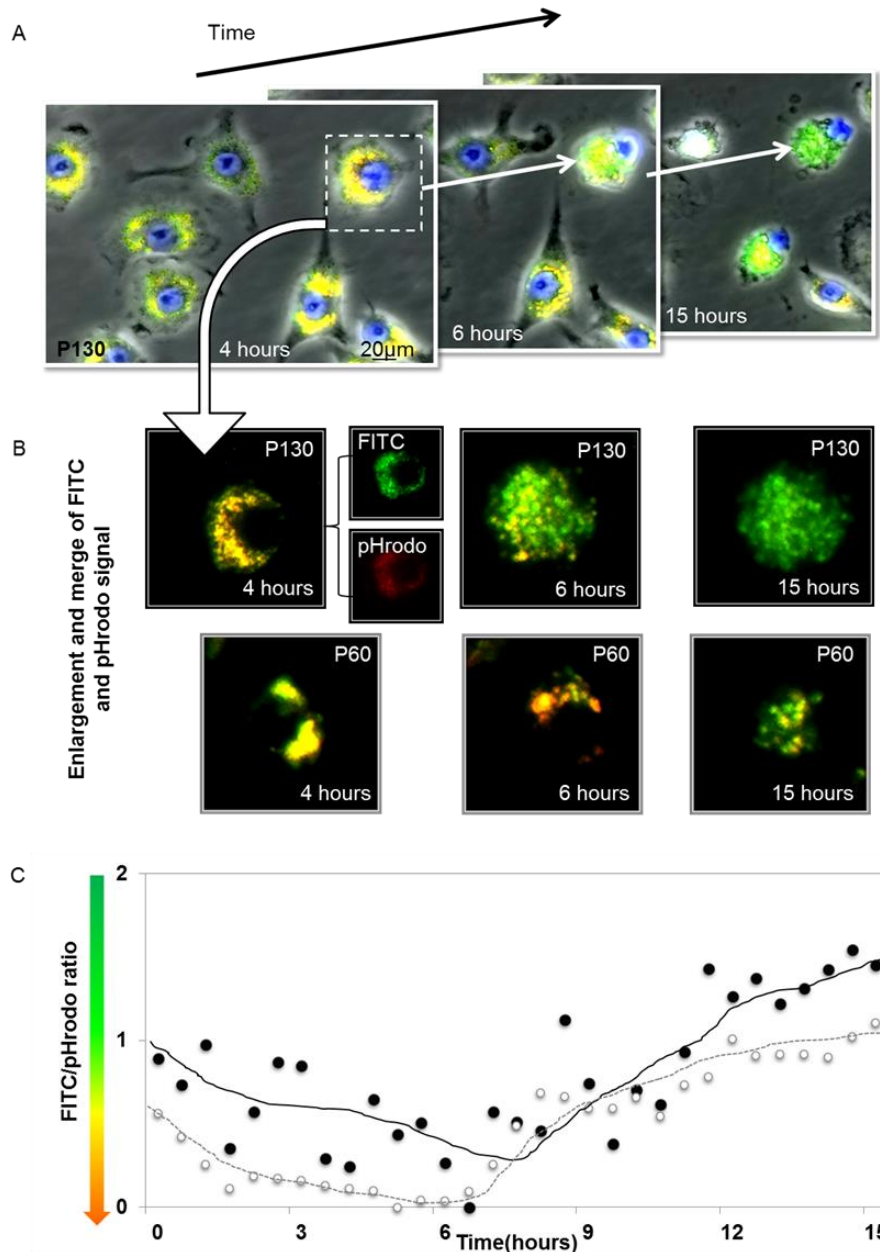 A
Time
P130
4 hours
20μm
6 hours
15 hours
B
Enlargement and merge of FITC
and pHrodo signal
P130
4 hours
FITC
pHrodo
P130
6 hours
P130
15 hours
P60
4 hours
P60
6 hours
P60
15 hours
C
FITC/pHrodo ratio
2
1
0
0
3
6
9
12
15
Time(hours)